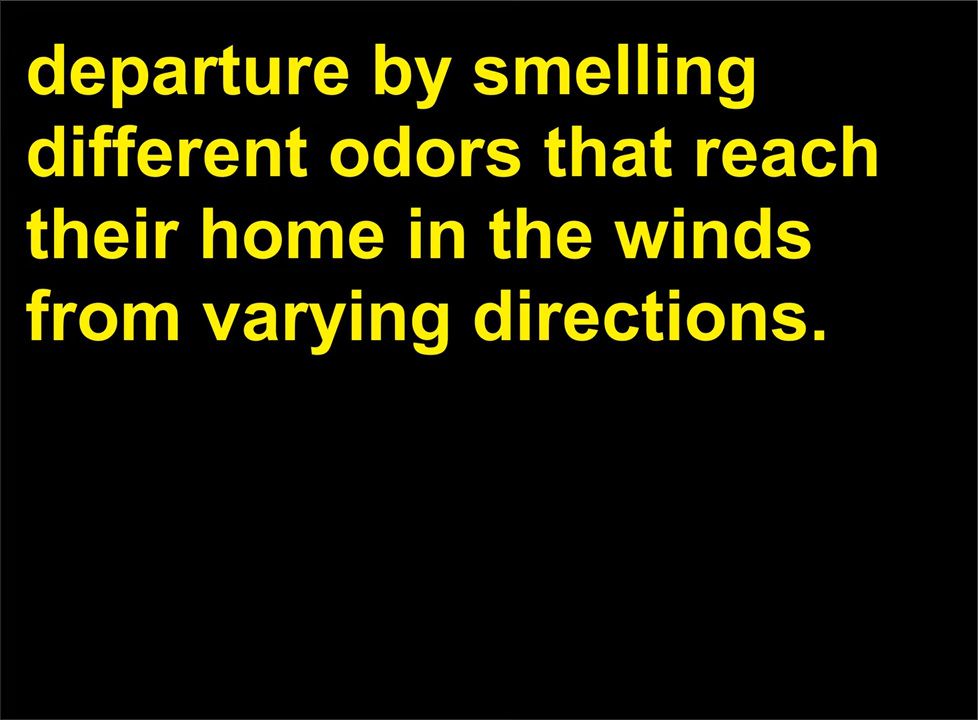 departure by smelling
different odors that reach
their home in the winds
from varying directions.